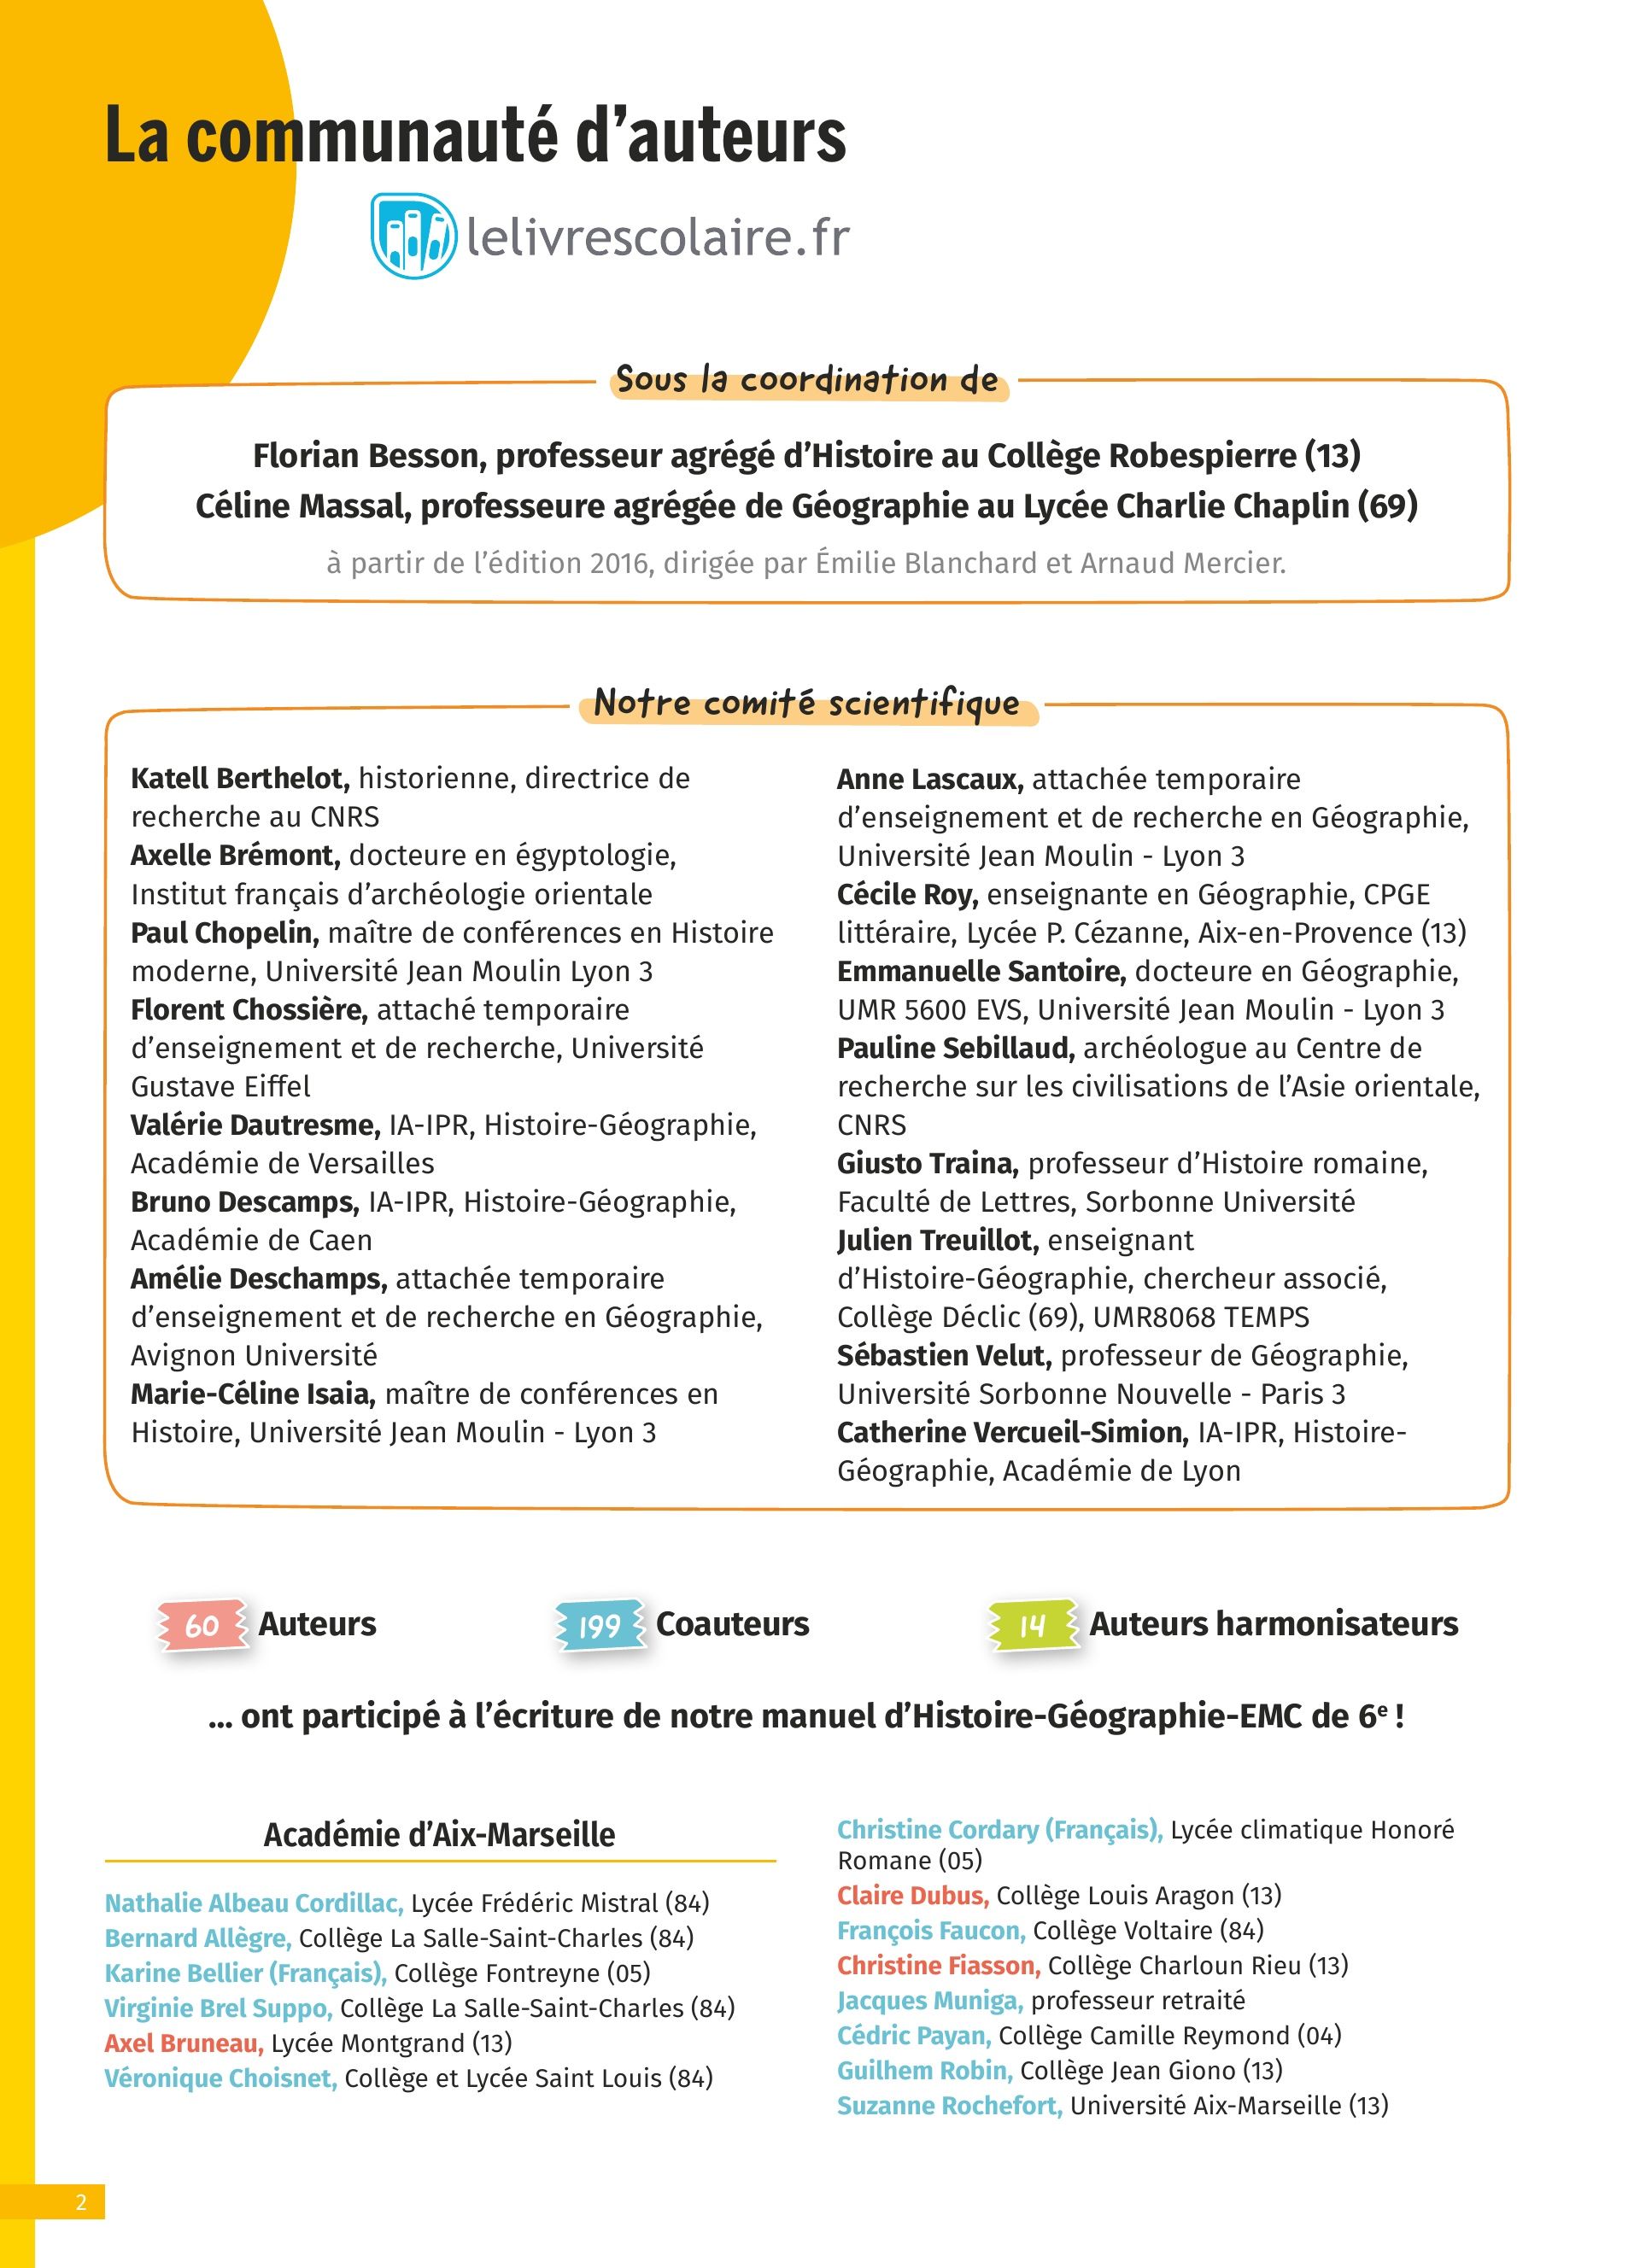 La communauté d’auteurs
lelivrescolaire.fr
Sous la coordination de
Florian Besson, professeur agrégé d’Histoire au Collège Robespierre (13)
Céline Massal, professeure agrégée de Géographie au Lycée Charlie Chaplin (69)
à partir de l’édition 2016, dirigée par Émilie Blanchard et Arnaud Mercier.
Notre comité scientifique
Katell Berthelot, historienne, directrice de
recherche au CNRS
Axelle Brémont, docteure en égyptologie,
Institut français d’archéologie orientale
Paul Chopelin, maître de conférences en Histoire
moderne, Université Jean Moulin Lyon 3
Florent Chossière, attaché temporaire
d’enseignement et de recherche, Université
Gustave Eiffel
Valérie Dautresme, IA-IPR, Histoire-Géographie,
Académie de Versailles
Bruno Descamps, IA-IPR, Histoire-Géographie,
Académie de Caen
Amélie Deschamps, attachée temporaire
d’enseignement et de recherche en Géographie,
Avignon Université
Marie-Céline Isaia, maître de conférences en
Histoire, Université Jean Moulin - Lyon 3
Anne Lascaux, attachée temporaire
d’enseignement et de recherche en Géographie,
Université Jean Moulin - Lyon 3
Cécile Roy, enseignante en Géographie, CPGE
littéraire, Lycée P. Cézanne, Aix-en-Provence (13)
Emmanuelle Santoire, docteure en Géographie,
UMR 5600 EVS, Université Jean Moulin - Lyon 3
Pauline Sebillaud, archéologue au Centre de
recherche sur les civilisations de l’Asie orientale,
CNRS
Giusto Traina, professeur d’Histoire romaine,
Faculté de Lettres, Sorbonne Université
Julien Treuillot, enseignant
d’Histoire-Géographie, chercheur associé,
Collège Déclic (69), UMR8068 TEMPS
Sébastien Velut, professeur de Géographie,
Université Sorbonne Nouvelle - Paris 3
Catherine Vercueil-Simion, IA-IPR, Histoire-
Géographie, Académie de Lyon
60 Auteurs
199 Coauteurs
14 Auteurs harmonisateurs
... ont participé à l’écriture de notre manuel d’Histoire-Géographie-EMC de 6e !
Académie d’Aix-Marseille
Nathalie Albeau Cordillac, Lycée Frédéric Mistral (84)
Bernard Allègre, Collège La Salle-Saint-Charles (84)
Karine Bellier (Français), Collège Fontreyne (05)
Virginie Brel Suppo, Collège La Salle-Saint-Charles (84)
Axel Bruneau, Lycée Montgrand (13)
Véronique Choisnet, Collège et Lycée Saint Louis (84)
Christine Cordary (Français), Lycée climatique Honoré
Romane (05)
Claire Dubus, Collège Louis Aragon (13)
François Faucon, Collège Voltaire (84)
Christine Fiasson, Collège Charloun Rieu (13)
Jacques Muniga, professeur retraité
Cédric Payan, Collège Camille Reymond (04)
Guilhem Robin, Collège Jean Giono (13)
Suzanne Rochefort, Université Aix-Marseille (13)
2